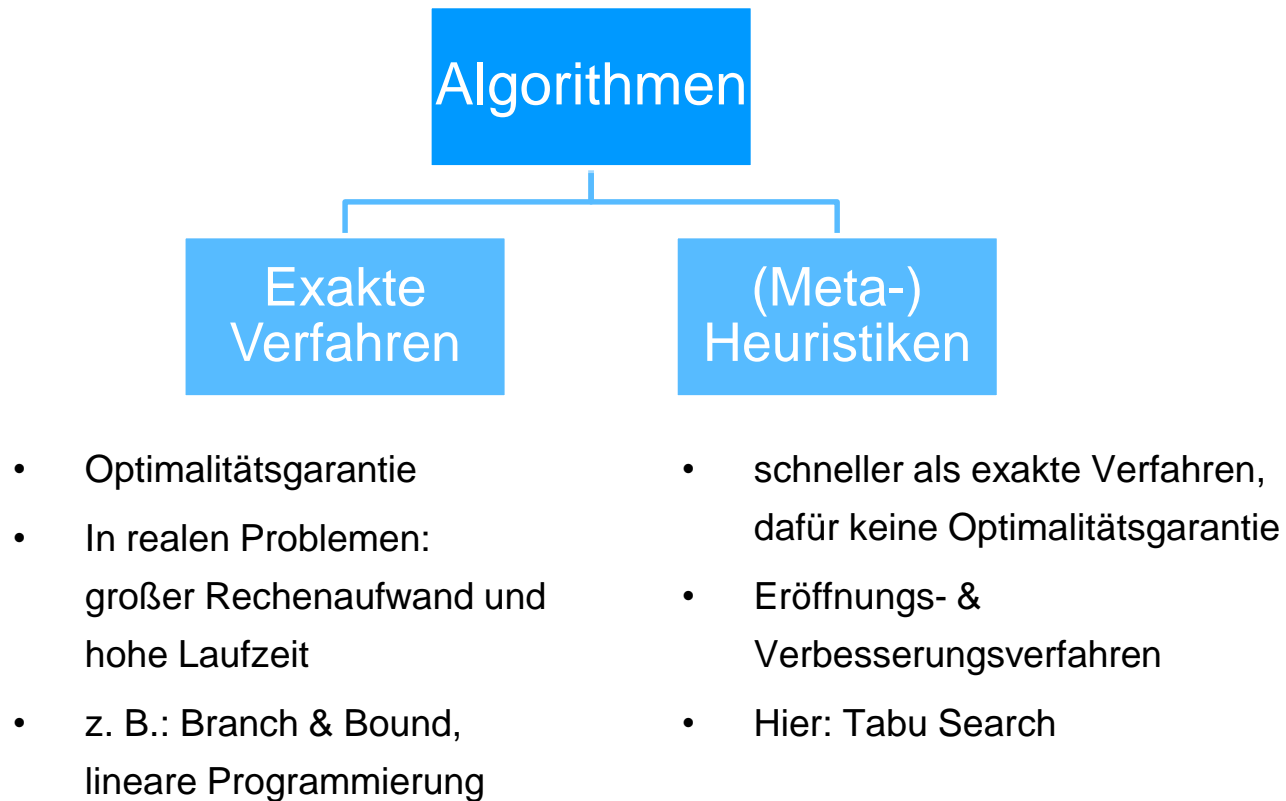 Algorithmen
Exakte
Verfahren
(Meta-)
Heuristiken
• Optimalitätsgarantie
• In realen Problemen:
großer Rechenaufwand und
hohe Laufzeit
• z. B.: Branch & Bound,
lineare Programmierung
• schneller als exakte Verfahren,
dafür keine Optimalitätsgarantie
• Eröffnungs- &
Verbesserungsverfahren
• Hier: Tabu Search